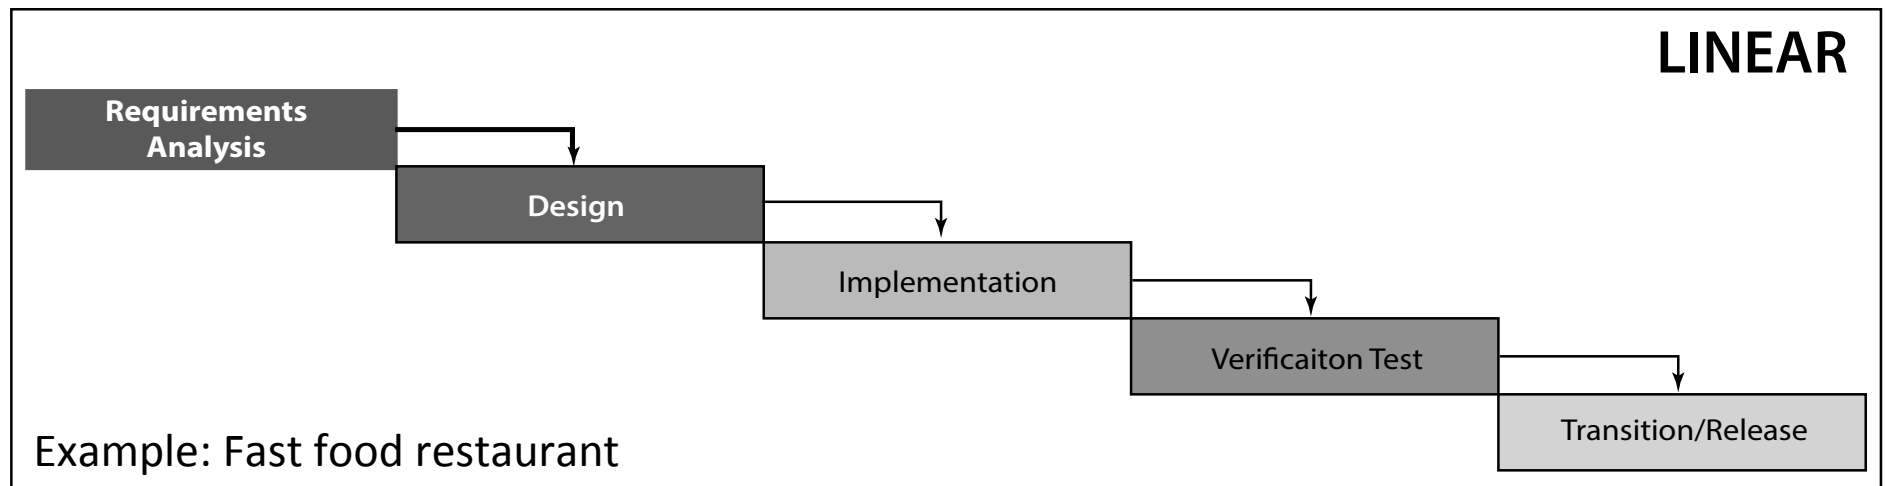 LINEAR
Requirements
Analysis
Design
Implementation
Verificaiton Test
Transition/Release
Example: Fast food restaurant